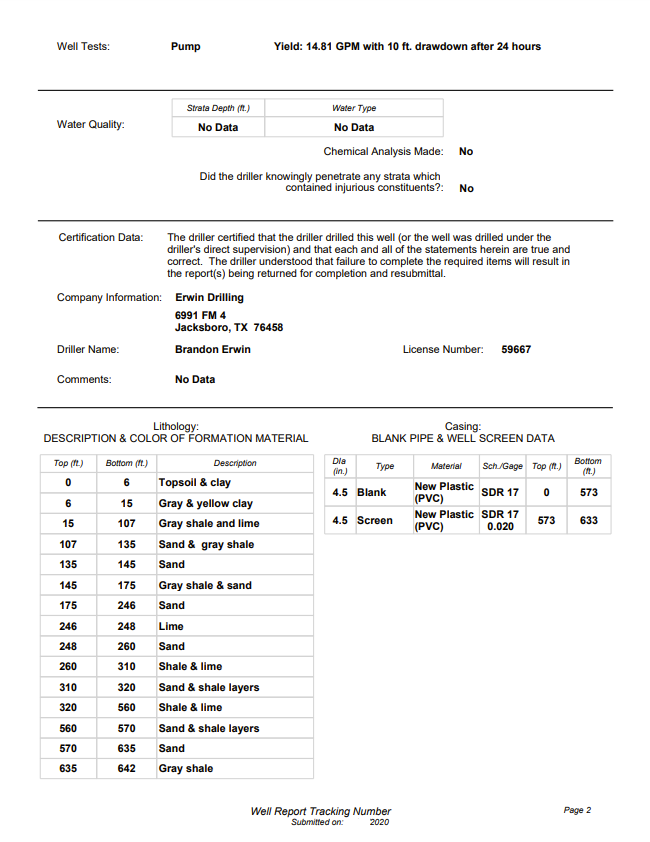 Well Tests: Pump Yield: 14.81 GPM with 10 ft. drawdown after 24 hours
Water Quality:
Strata Depth (ft.) Water Type
No Data No Data
Chemical Analysis Made: No
Did the driller knowingly penetrate any strata which
contained injurious constituents?: No
Certification Data: The driller certified that the driller drilled this well (or the well was drilled under the
driller's direct supervision) and that each and all of the statements herein are true and
correct. The driller understood that failure to complete the required items will result in
the report(s) being returned for completion and resubmittal.
Company Information: Erwin Drilling
6991 FM 4
Jacksboro, TX 76458
Driller Name: Brandon Erwin License Number: 59667
Comments: No Data
Lithology:
DESCRIPTION & COLOR OF FORMATION MATERIAL
Top (ft.) Bottom (ft.) Description
0 6 Topsoil & clay
6 15 Gray & yellow clay
15 107 Gray shale and lime
107 135 Sand & gray shale
135 145 Sand
145 175 Gray shale & sand
175 246 Sand
246 248 Lime
248 260 Sand
260 310 Shale & lime
310 320 Sand & shale layers
320 560 Shale & lime
560 570 Sand & shale layers
570 635 Sand
635 642 Gray shale
Casing:
BLANK PIPE & WELL SCREEN DATA
Dla
(in.) Type Material Sch./Gage Top (ft.) Bottom
(ft.)
4.5 Blank New Plastic
(PVC) SDR 17 0 573
4.5 Screen New Plastic
(PVC) SDR 17
0.020 573 633
Well Report Tracking Number
Submitted on: 2020
Page 2